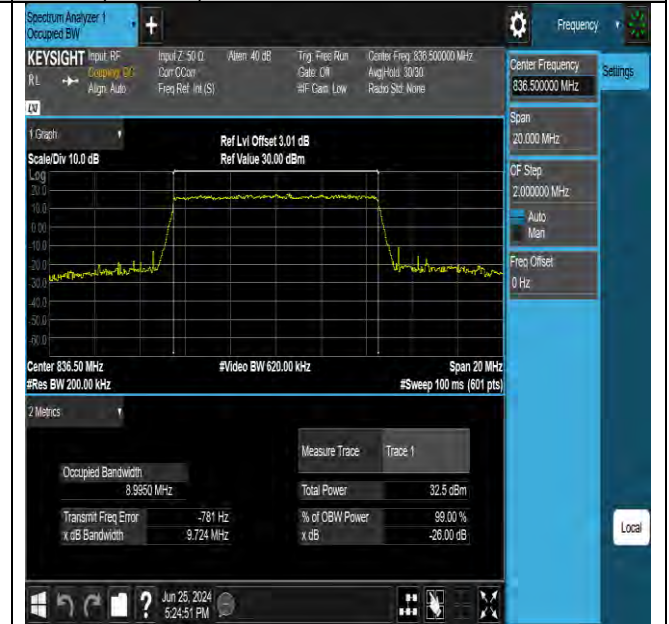 Spectrum Analyzer 1
Occupied BW
+
Frequency
KEYSIGHT Input: RF Input Z: 50 Ω Atten: 40 dB Trig: Free Run Center Freq: 836.500000 MHz
RL Coupling: DC Corr CCorr Gate: Off Avg|Hold: 30/30
Align: Auto Freq Ref: Int (S) #IF Gain: Low Radio Std: None
LXI
Center Frequency
836.500000 MHz
Settings
Span
20.000 MHz
CF Step
2.000000 MHz
Auto
Man
Freq Offset
0 Hz
1 Graph
Ref Lvl Offset 3.01 dB
Scale/Div 10.0 dB Ref Value 30.00 dBm
Log
20.0
10.0
0.00
-10.0
-20.0
-30.0
-40.0
-50.0
-60.0
Center 836.50 MHz #Video BW 620.00 kHz Span 20 MHz
#Res BW 200.00 kHz #Sweep 100 ms (601 pts)
2 Metrics
Measure Trace Trace 1
Occupied Bandwidth
8.9950 MHz Total Power 32.5 dBm
Transmit Freq Error -781 Hz % of OBW Power 99.00 %
x dB Bandwidth 9.724 MHz x dB -26.00 dB
Local
? Jun 25, 2024
5:24:51 PM